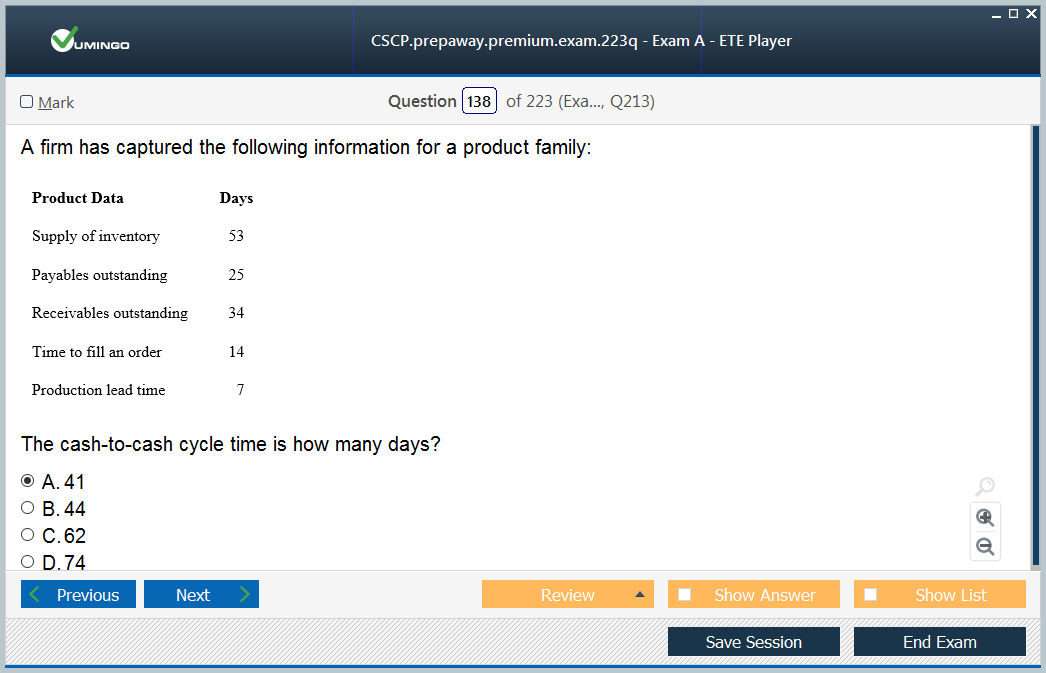 VUMINGO
CSCP.prepaway.premium.exam.223q - Exam A - ETE Player
Mark
Question 138 of 223 (Exa..., Q213)
A firm has captured the following information for a product family:
Product Data Days
Supply of inventory 53
Payables outstanding 25
Receivables outstanding 34
Time to fill an order 14
Production lead time 7
The cash-to-cash cycle time is how many days?
A. 41
B. 44
C. 62
D. 74
Previous Next Review Show Answer Show List
Save Session End Exam